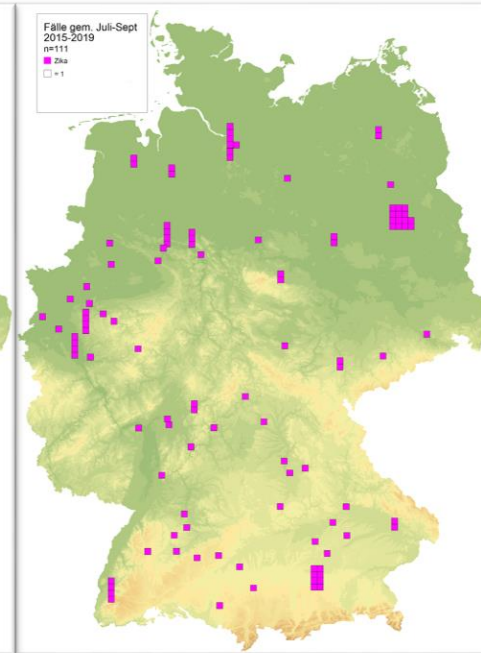 Fälle gem. Juli-Sept
2015-2019
n=111
Zika
= 1